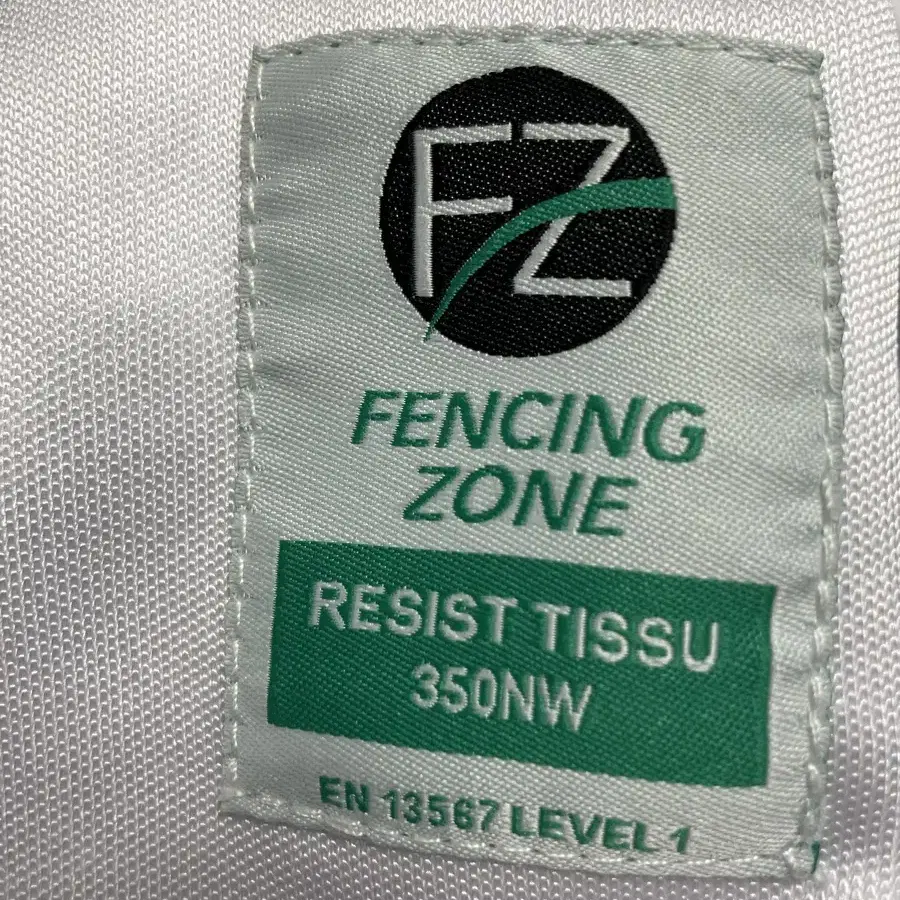 FZ
FENCING
ZONE
RESIST TISSU
350NW
EN 13567 LEVEL 1